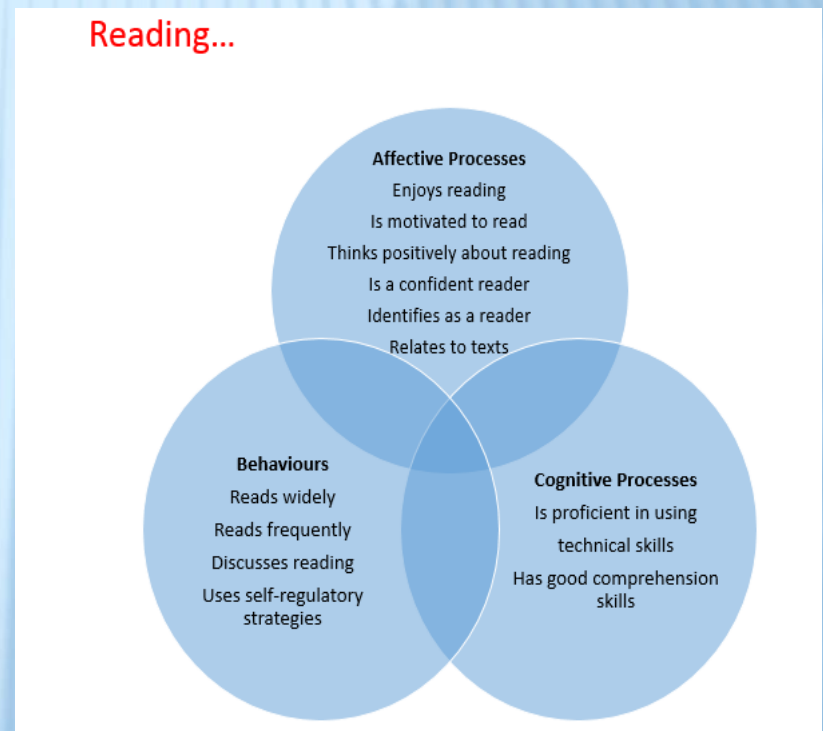 Reading...
Affective Processes
Enjoys reading
Is motivated to read
Thinks positively about reading
Is a confident reader
Identifies as a reader
Relates to texts
Behaviours
Reads widely
Reads frequently
Discusses reading
Uses self-regulatory
strategies
Cognitive Processes
Is proficient in using
technical skills
Has good comprehension
skills